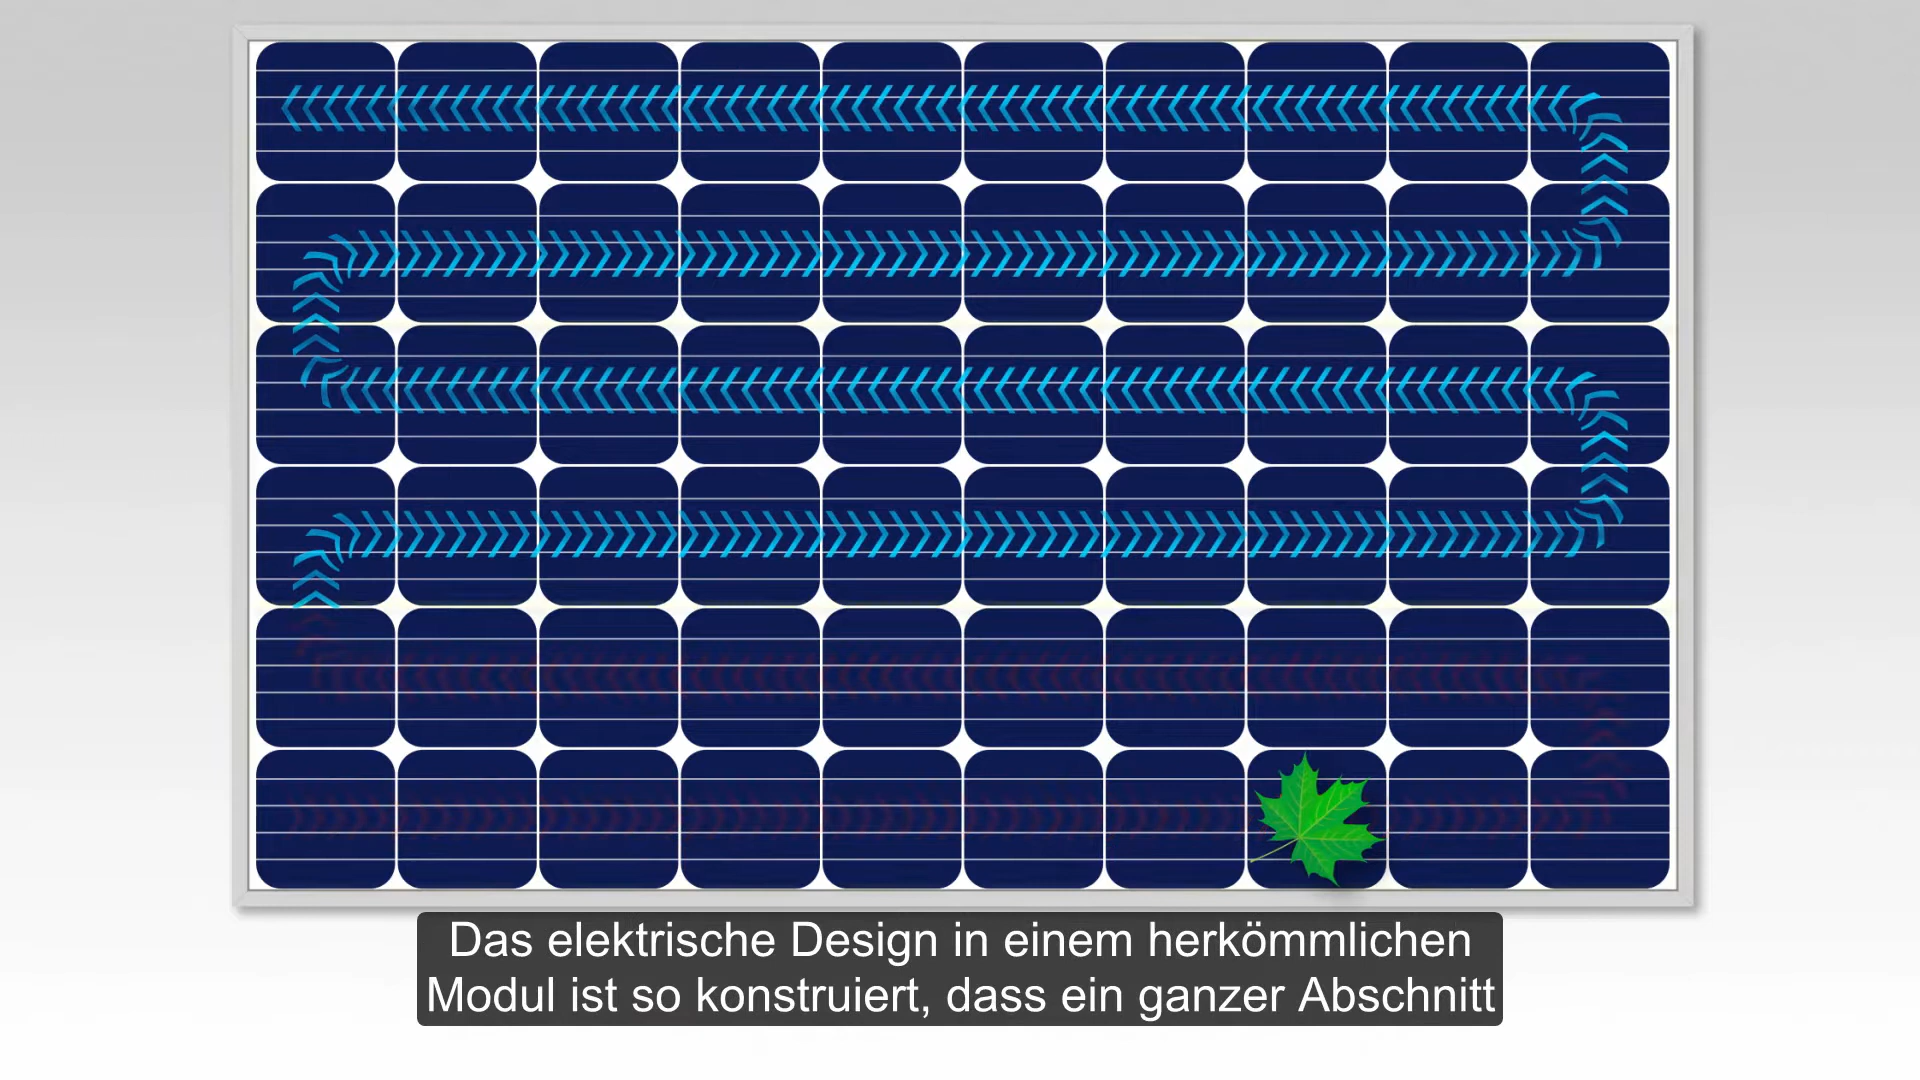 Das elektrische Design in einem herkömmlichen
Modul ist so konstruiert, dass ein ganzer Abschnitt